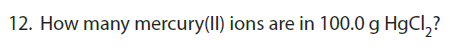 12. How many mercury(II) ions are in 100.0 g HgCl₂?